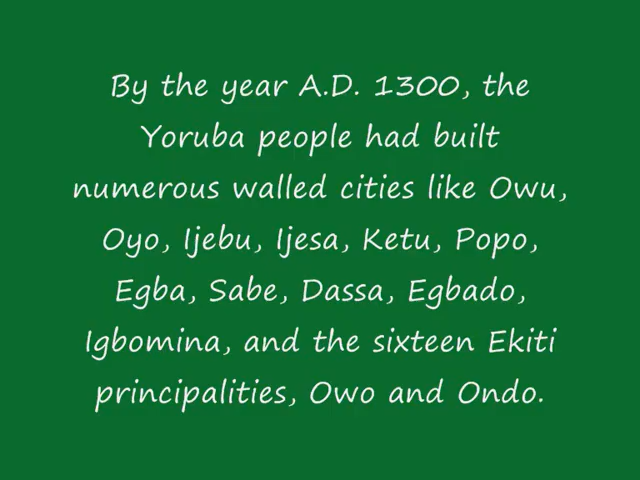 By the year A.D. 1300, the
Yoruba people had built
numerous walled cities like Owu,
Oyo, Ijebu, Ijesa, Ketu, Popo,
Egba, Sabe, Dassa, Egbado,
Igbomina, and the sixteen Ekiti
principalities, Owo and Ondo.